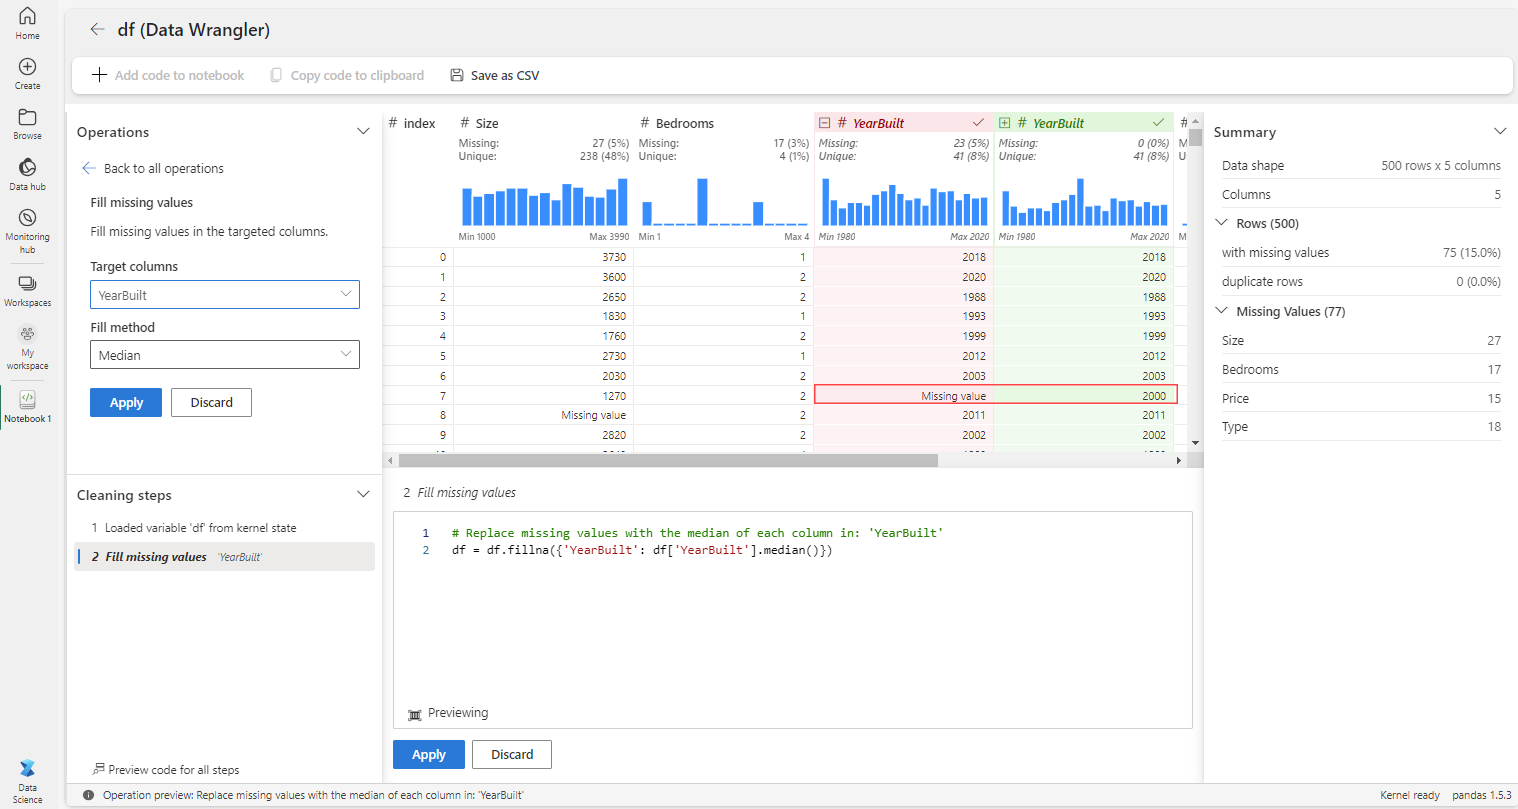 Home
Create
Browse
Data hub
Monitoring
hub
Workspaces
My
workspace
Notebook 1
Data
Science
df (Data Wrangler)
Add code to notebook
Copy code to clipboard
Save as CSV
Operations
Back to all operations
Fill missing values
Fill missing values in the targeted columns.
Target columns
YearBuilt
Fill method
Median
Apply Discard
Cleaning steps
1 Loaded variable 'df' from kernel state
2 Fill missing values 'YearBuilt'
Preview code for all steps
# index # Size # Bedrooms # YearBuilt # YearBuilt #
Missing: 27 (5%) Missing: 17 (3%) Missing: 23 (5%) Missing: 0 (0%) M
Unique: 238 (48%) Unique: 4 (1%) Unique: 41 (8%) Unique: 41 (8%) U
Min 1000 Max 3990 Min 1 Max 4 Min 1980 Max 2020 Min 1980 Max 2020 M
0 3730 1 2018 2018
1 3600 2 2020 2020
2 2650 2 1988 1988
3 1830 1 1993 1993
4 1760 2 1999 1999
5 2730 1 2012 2012
6 2030 2 2003 2003
7 1270 2 Missing value 2000
8 Missing value 2 2011 2011
9 2820 2 2002 2002
2 Fill missing values
1 # Replace missing values with the median of each column in: 'YearBuilt'
2 df = df.fillna({'YearBuilt': df['YearBuilt'].median()})
Previewing
Apply Discard
Summary
Data shape 500 rows x 5 columns
Columns 5
Rows (500)
with missing values 75 (15.0%)
duplicate rows 0 (0.0%)
Missing Values (77)
Size 27
Bedrooms 17
Price 15
Type 18
Operation preview: Replace missing values with the median of each column in: 'YearBuilt'
Kernel ready pandas 1.5.3